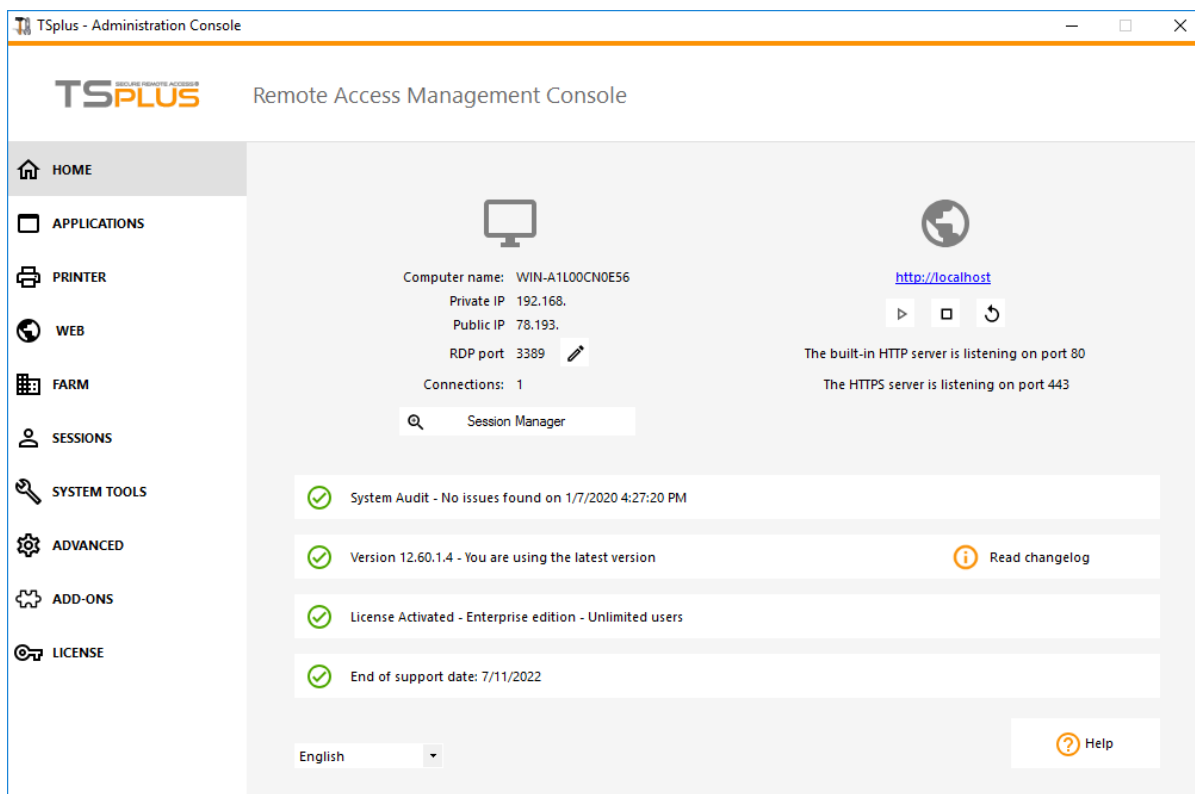 TSplus - Administration Console
TSPLUS
SECURE REMOTE ACCESS®
Remote Access Management Console
HOME
APPLICATIONS
PRINTER
WEB
FARM
SESSIONS
SYSTEM TOOLS
ADVANCED
ADD-ONS
LICENSE
Computer name: WIN-A1L00CN0E56
Private IP 192.168.
Public IP 78.193.
RDP port 3389
Connections: 1
Session Manager
http://localhost
The built-in HTTP server is listening on port 80
The HTTPS server is listening on port 443
System Audit - No issues found on 1/7/2020 4:27:20 PM
Version 12.60.1.4 - You are using the latest version
Read changelog
License Activated - Enterprise edition - Unlimited users
End of support date: 7/11/2022
English
Help